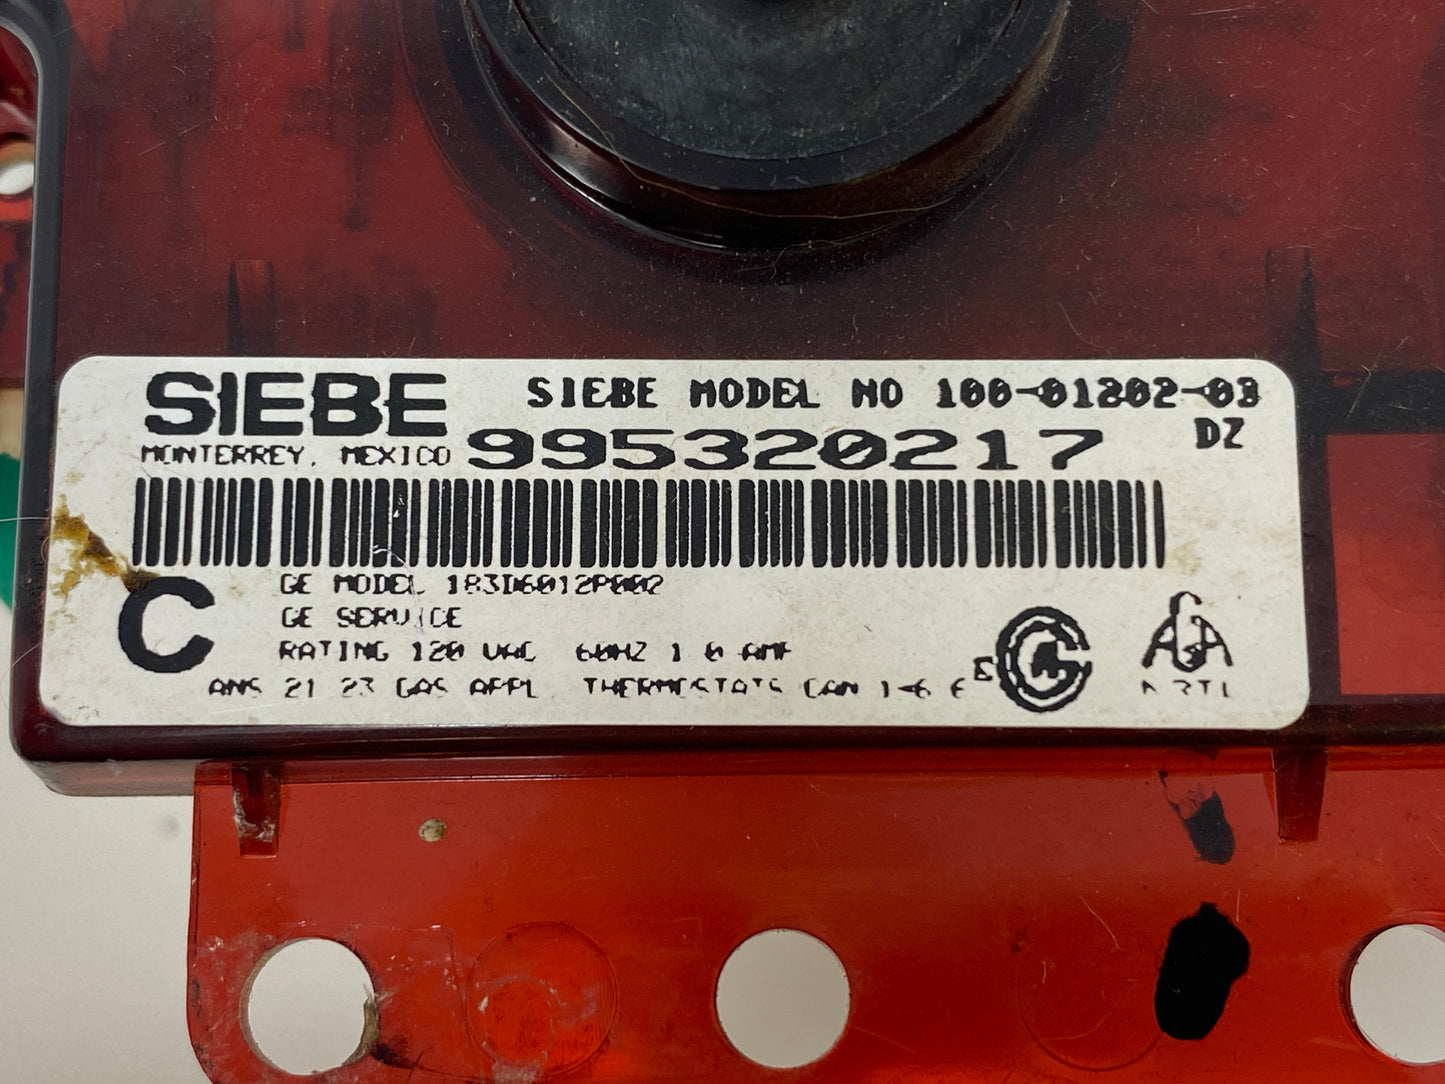 SIEBE
SIEBE MODEL NO 100-01202-03
DZ
MONTERREY, MEXICO
995320217
C
GE MODEL 183D6012P002
GE SERVICE
RATING 120 VAC 60HZ 1.0 AMP
ANS 21 23 GAS APPL. THERMOSTATS CAN 1-6.6